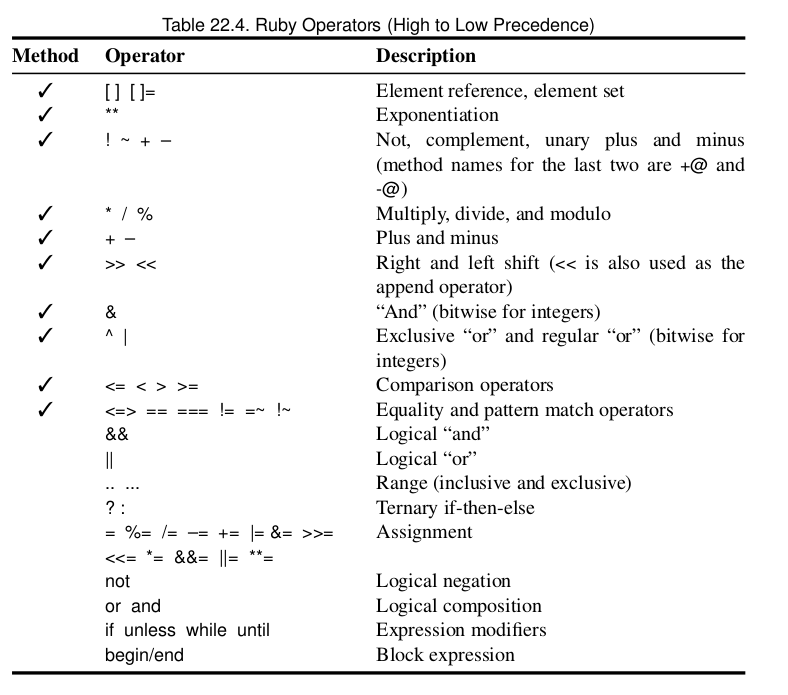 Table 22.4. Ruby Operators (High to Low Precedence)
Method Operator Description
✓ [ ] [ ]= Element reference, element set
✓ ** Exponentiation
✓ ! ~ + – Not, complement, unary plus and minus
(method names for the last two are +@ and
-@)
✓ * / % Multiply, divide, and modulo
✓ + – Plus and minus
✓ >> << Right and left shift (<< is also used as the
append operator)
✓ & “And” (bitwise for integers)
✓ ^ | Exclusive “or” and regular “or” (bitwise for
integers)
✓ <= < > >= Comparison operators
✓ <=> == === != =~ !~ Equality and pattern match operators
&& Logical “and”
|| Logical “or”
.. ... Range (inclusive and exclusive)
? : Ternary if-then-else
= %= /= –= += |= &= >>= Assignment
<<= *= &&= ||= **=
not Logical negation
or and Logical composition
if unless while until Expression modifiers
begin/end Block expression